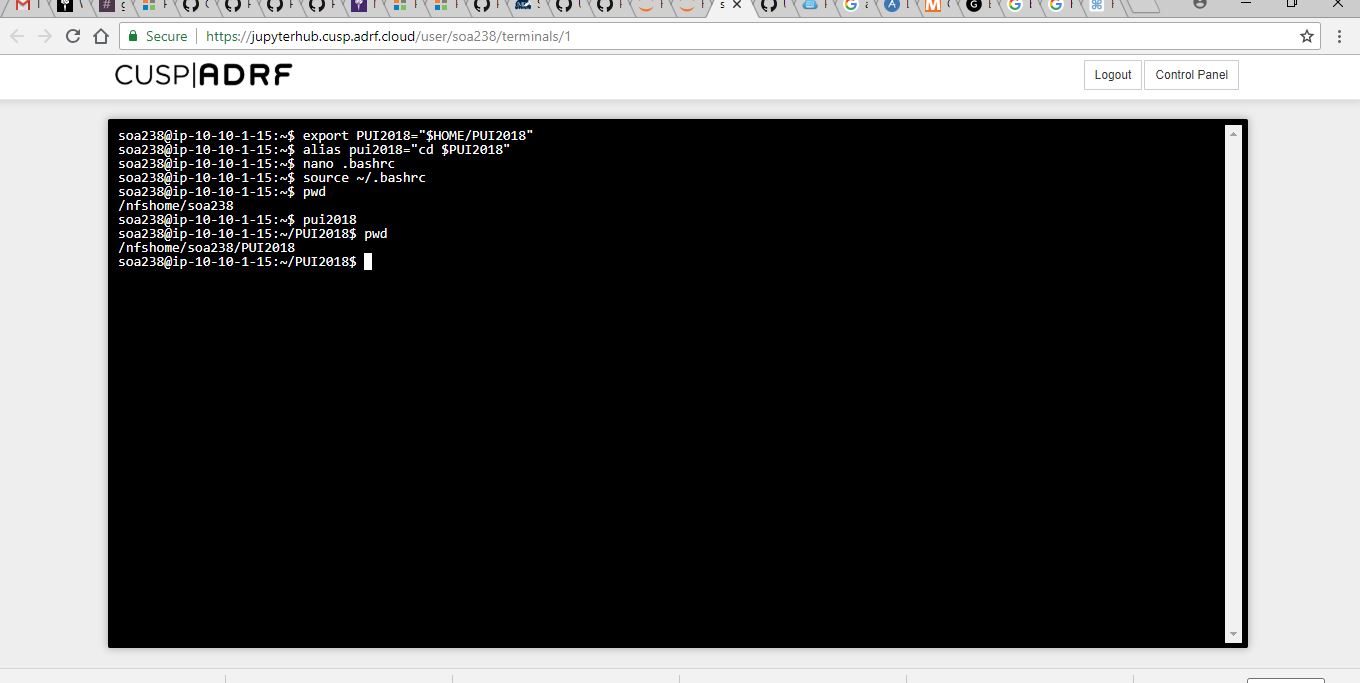 Secure https://jupyterhub.cusp.adrf.cloud/user/soa238/terminals/1
CUSP|ADRF
Logout Control Panel
soa238@ip-10-10-1-15:~$ export PUI2018="$HOME/PUI2018"
soa238@ip-10-10-1-15:~$ alias pui2018="cd $PUI2018"
soa238@ip-10-10-1-15:~$ nano .bashrc
soa238@ip-10-10-1-15:~$ source ~/.bashrc
soa238@ip-10-10-1-15:~$ pwd
/nfshome/soa238
soa238@ip-10-10-1-15:~$ pui2018
soa238@ip-10-10-1-15:~/PUI2018$ pwd
/nfshome/soa238/PUI2018
soa238@ip-10-10-1-15:~/PUI2018$